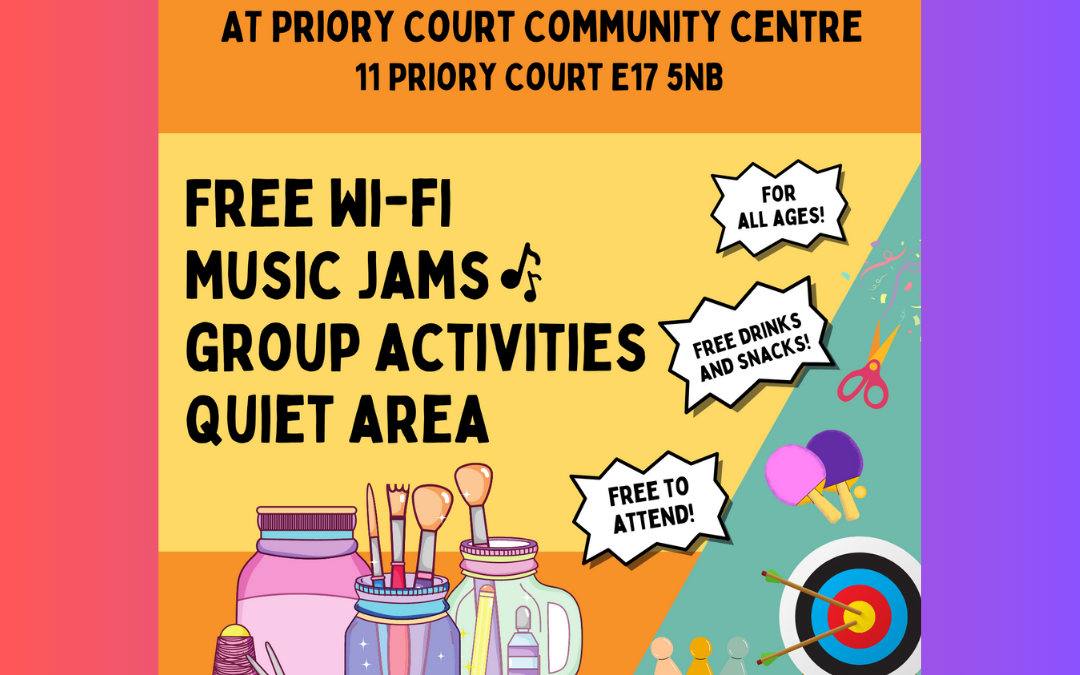 AT PRIORY COURT COMMUNITY CENTRE
11 PRIORY COURT E17 5NB
FREE WI-FI
MUSIC JAMS
GROUP ACTIVITIES
QUIET AREA
FOR
ALL AGES!
FREE DRINKS
AND SNACKS!
FREE TO
ATTEND!